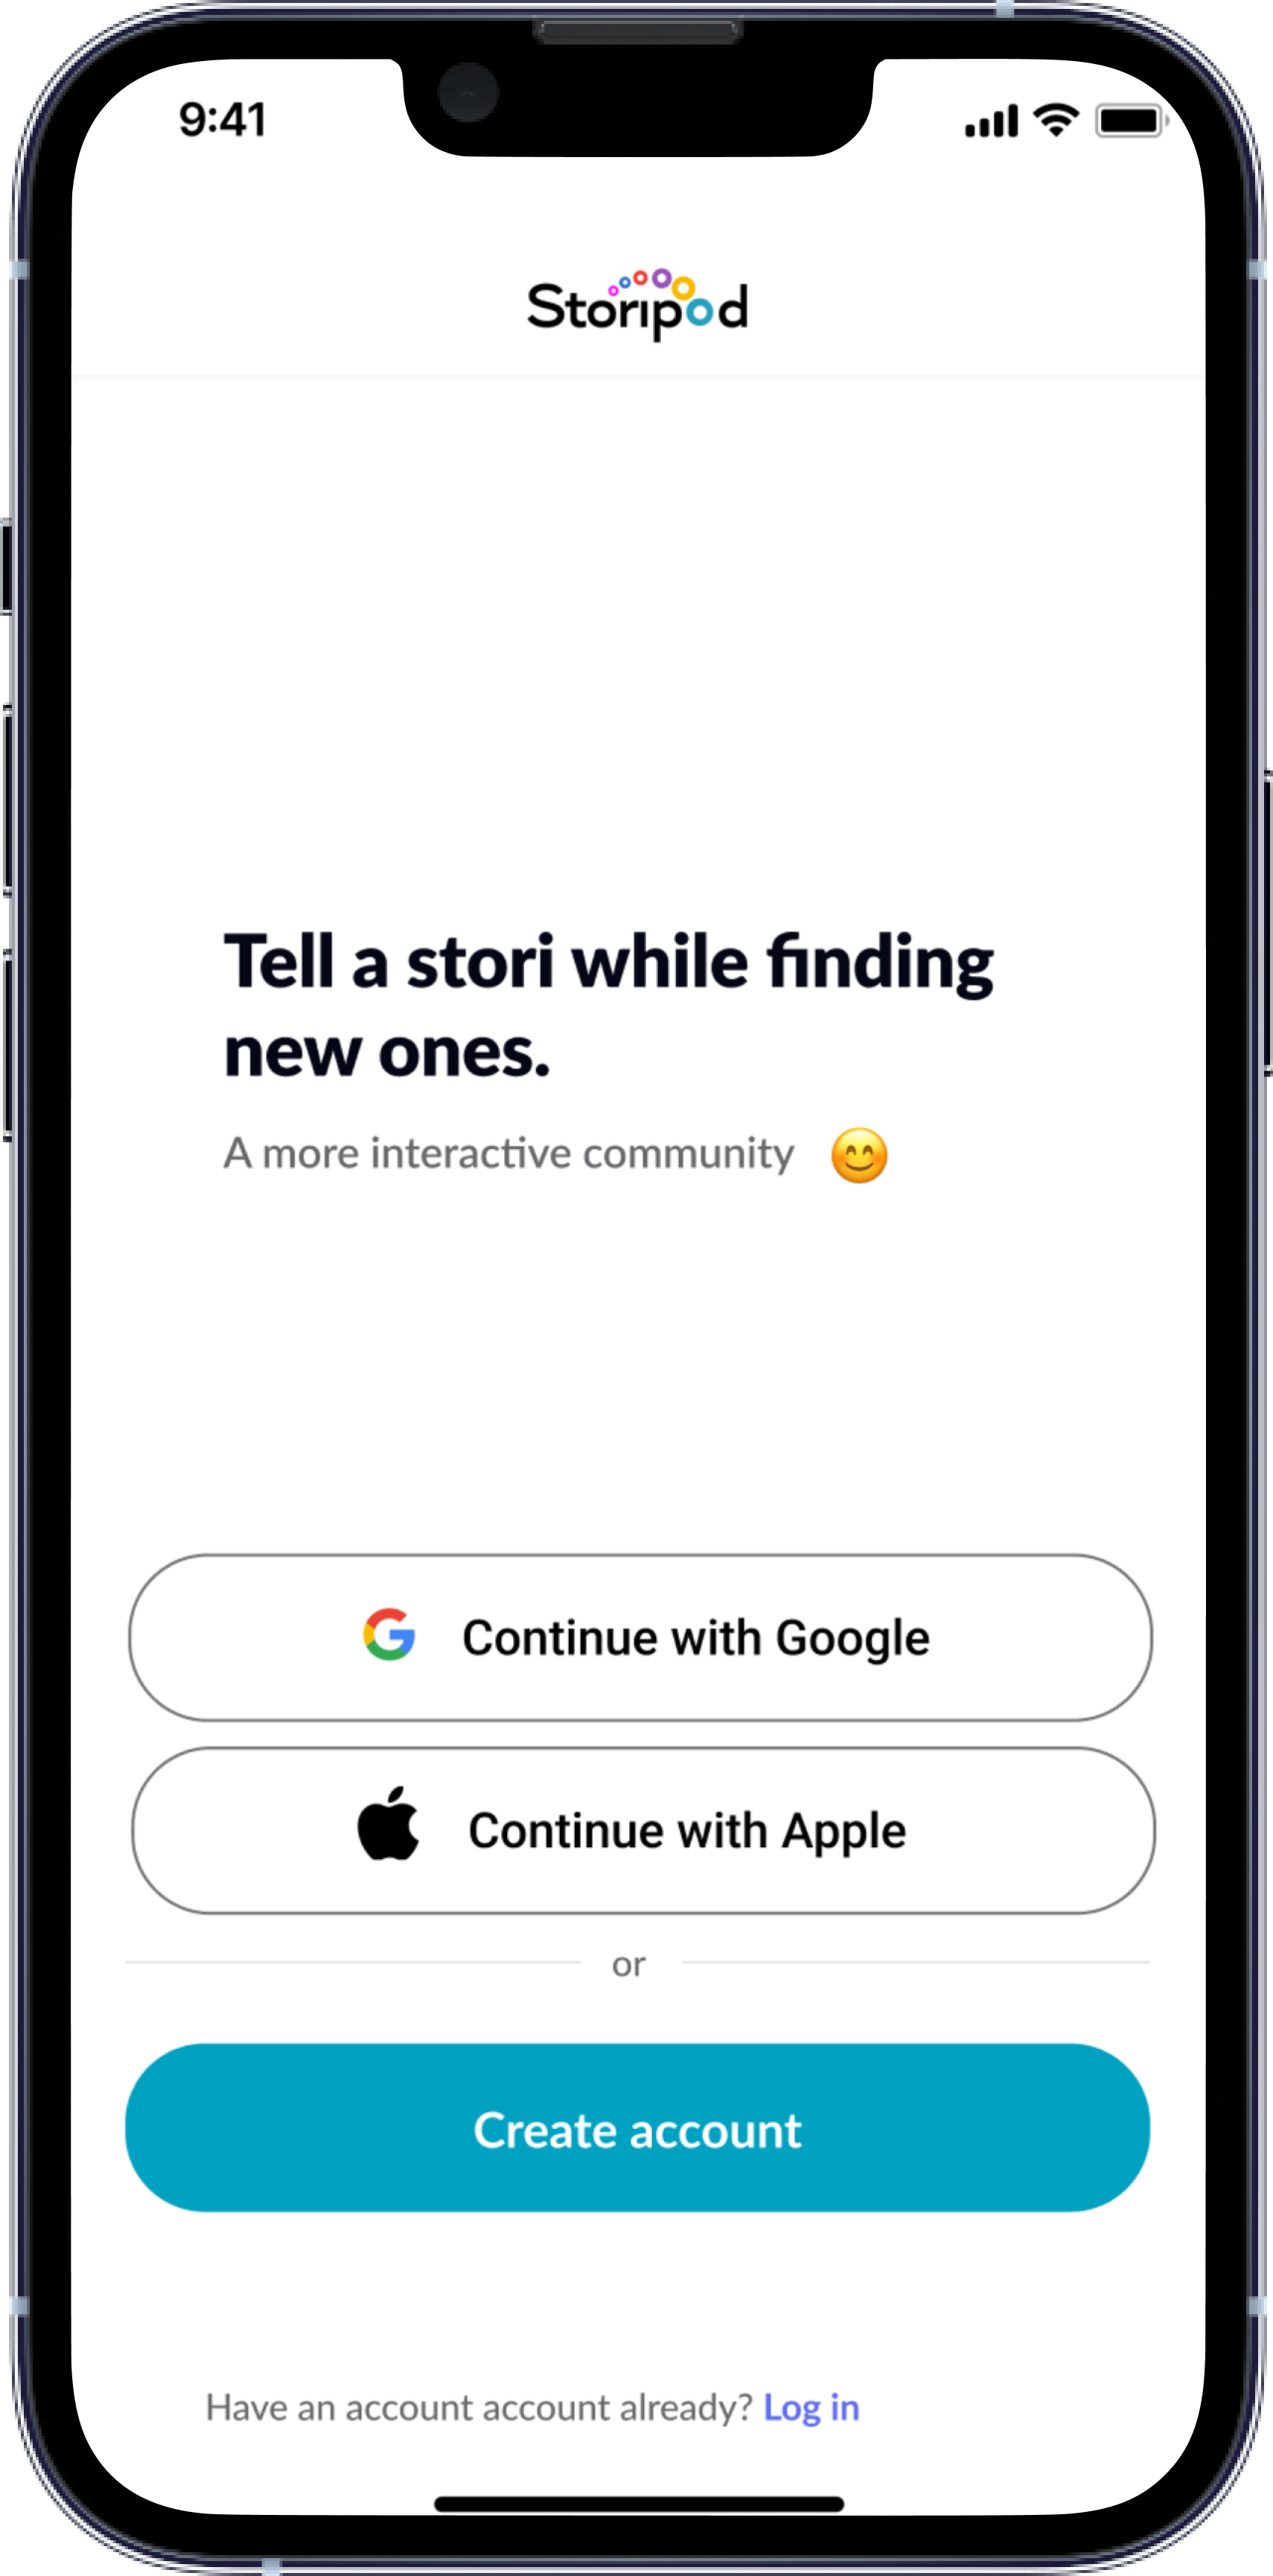 9:41
Storipod
Tell a stori while finding
new ones.
A more interactive community 😊
Continue with Google
Continue with Apple
or
Create account
Have an account account already? Log in